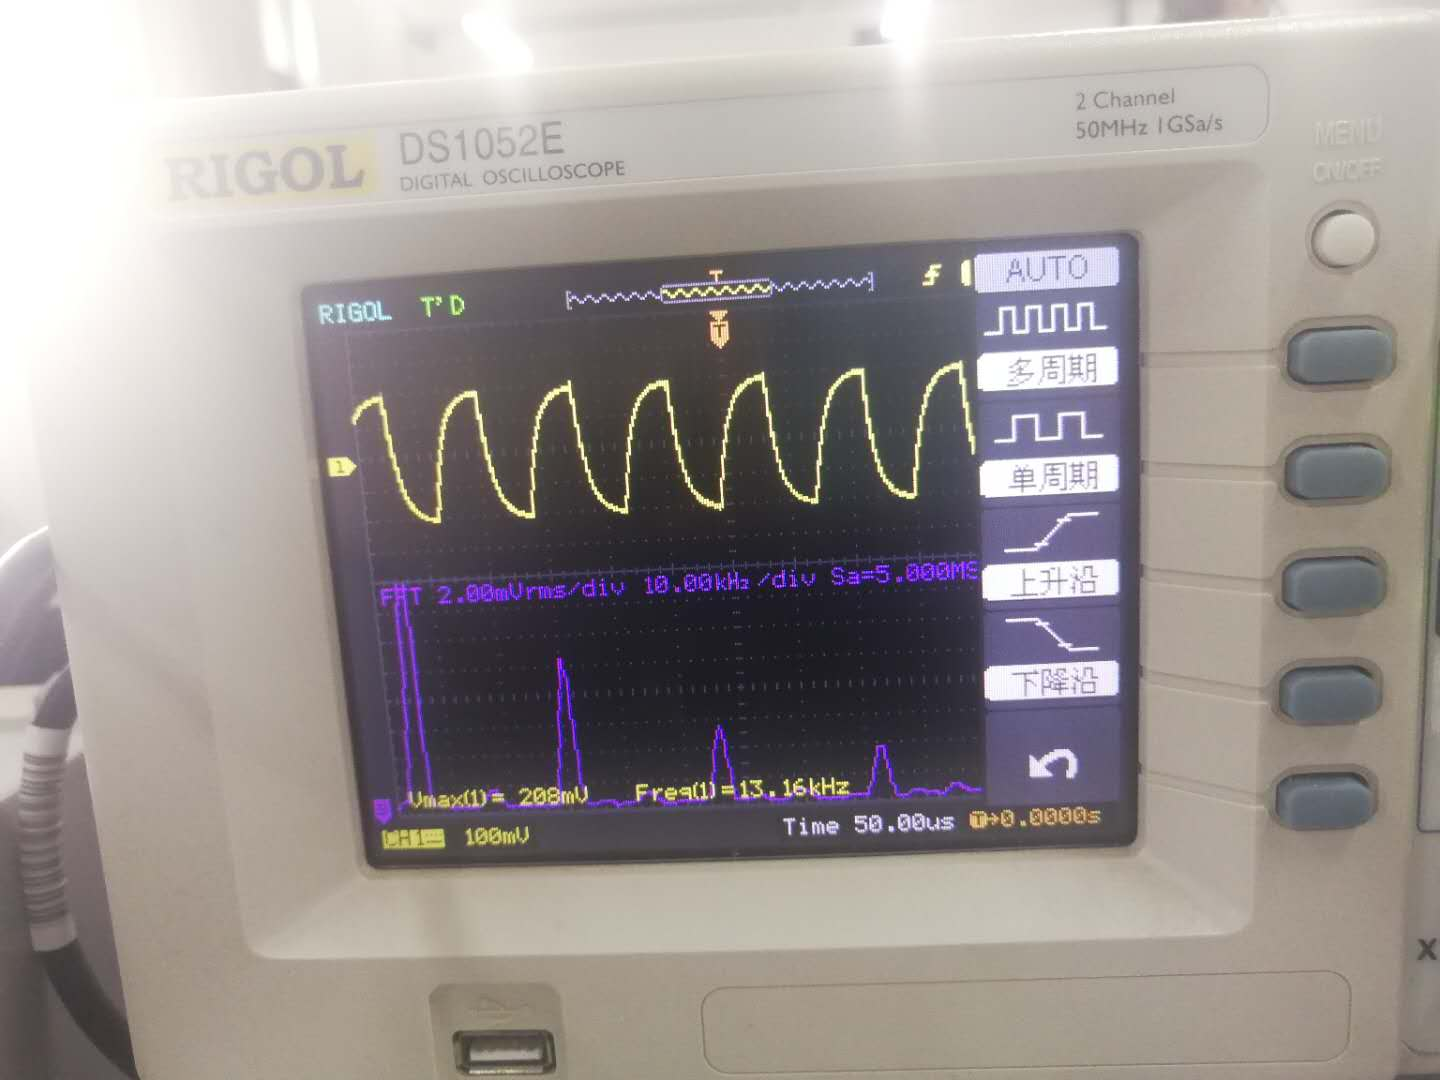 RIGOL
DS1052E
DIGITAL OSCILLOSCOPE
2 Channel
50MHz 1GSa/s
MENU
ON/OFF
RIGOL T'D
T
T
AUTO
多周期
单周期
上升沿
下降沿
1
FFT 2.00mVrms/div 10.00kHz/div Sa=5.000MS
Vmax(1)= 208mV Freq(1)=13.16kHz
CH1 100mV Time 50.00us T→0.0000s
X